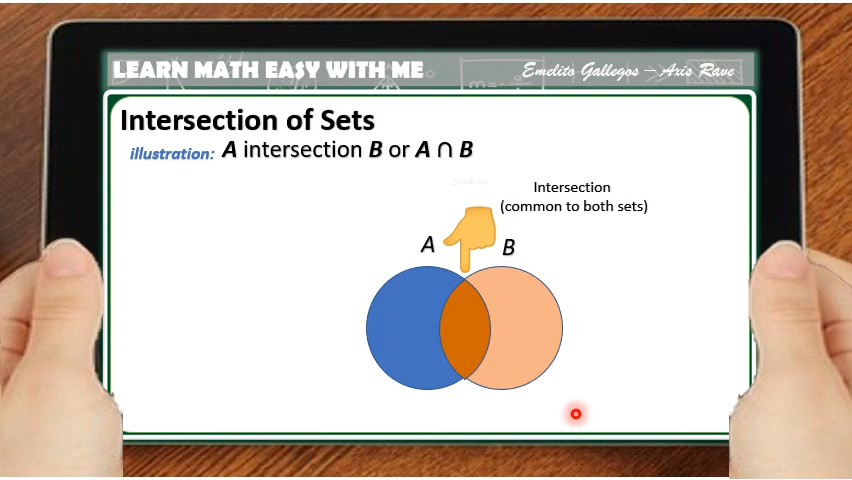 LEARN MATH EASY WITH ME
Emelito Gallegos – Axis Rave
Intersection of Sets
illustration: A intersection B or A ∩ B
Intersection
(common to both sets)
A
B